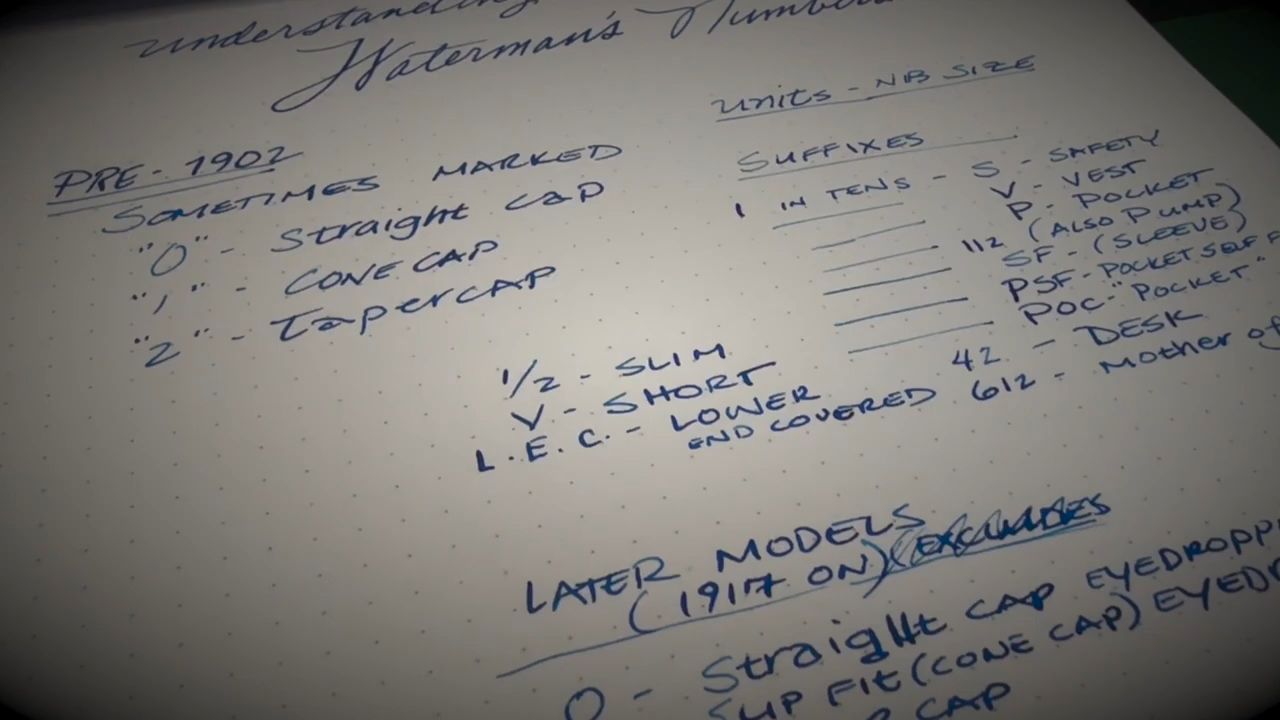 Understanding
Waterman's Numbers
PRE - 1902
SOMETIMES MARKED
"0" - Straight CAP
"1" - CONE CAP
"2" - TaperCAP
Units - NIB SIZE
SUFFIXES
1 IN TENS - S - SAFETY
V - VEST
P - POCKET
112 (ALSO PUMP)
SF - (SLEEVE)
PSF - POCKET SELF F
POC - "POCKET"
1/2 - SLIM
V - SHORT
L.E.C. - LOWER
END COVERED
42 - DESK
612 - Mother of
LATER MODELS
(1917 ON)
0 - Straight CAP EYEDROPP
SLIP FIT (CONE CAP) EYED
CAP